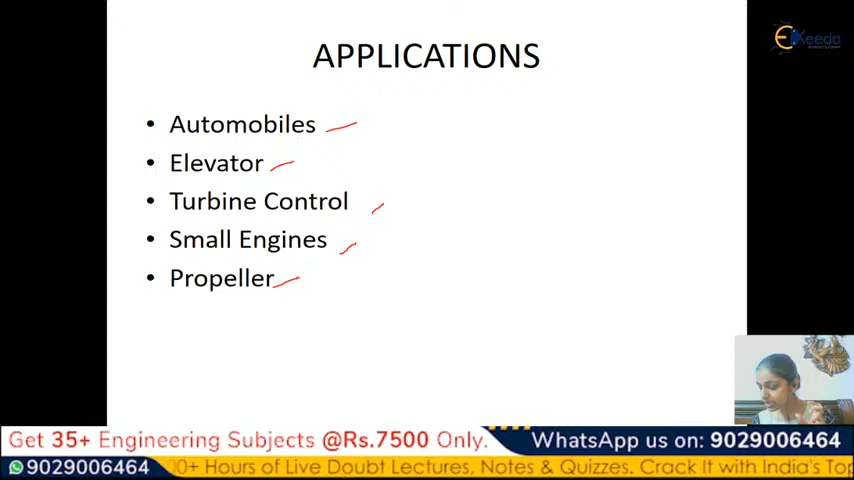 APPLICATIONS
• Automobiles
• Elevator
• Turbine Control
• Small Engines
• Propeller
Ekeeda
Get 35+ Engineering Subjects @Rs.7500 Only.
WhatsApp us on: 9029006464
9029006464
00+ Hours of Live Doubt Lectures, Notes & Quizzes. Crack It with India's Top